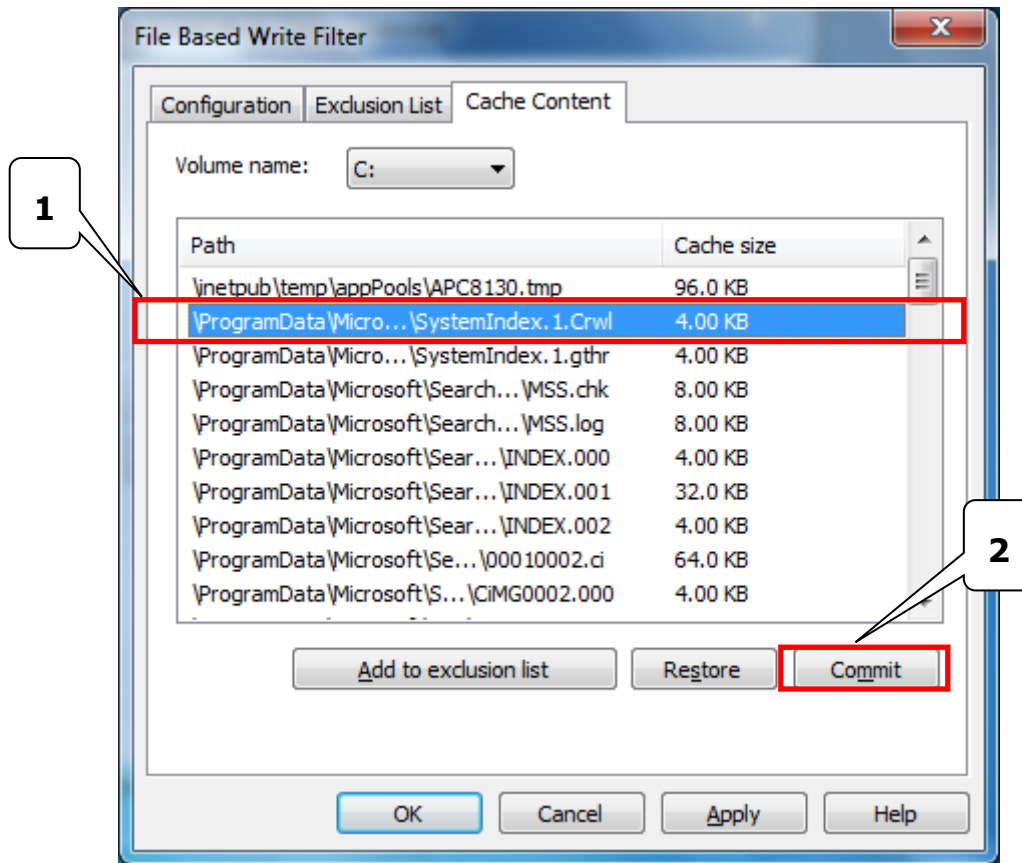 File Based Write Filter
X
Configuration Exclusion List Cache Content
Volume name: C:
1
Path Cache size
\inetpub\temp\appPools\APC8130.tmp 96.0 KB
\ProgramData\Micro...\SystemIndex.1.Crwl 4.00 KB
\ProgramData\Micro...\SystemIndex.1.gthr 4.00 KB
\ProgramData\Microsoft\Search...\MSS.chk 8.00 KB
\ProgramData\Microsoft\Search...\MSS.log 8.00 KB
\ProgramData\Microsoft\Sear...\INDEX.000 4.00 KB
\ProgramData\Microsoft\Sear...\INDEX.001 32.0 KB
\ProgramData\Microsoft\Sear...\INDEX.002 4.00 KB
2
\ProgramData\Microsoft\Se...\00010002.ci 64.0 KB
\ProgramData\Microsoft\S...\CiMG0002.000 4.00 KB
Add to exclusion list Restore Commit
OK Cancel Apply Help